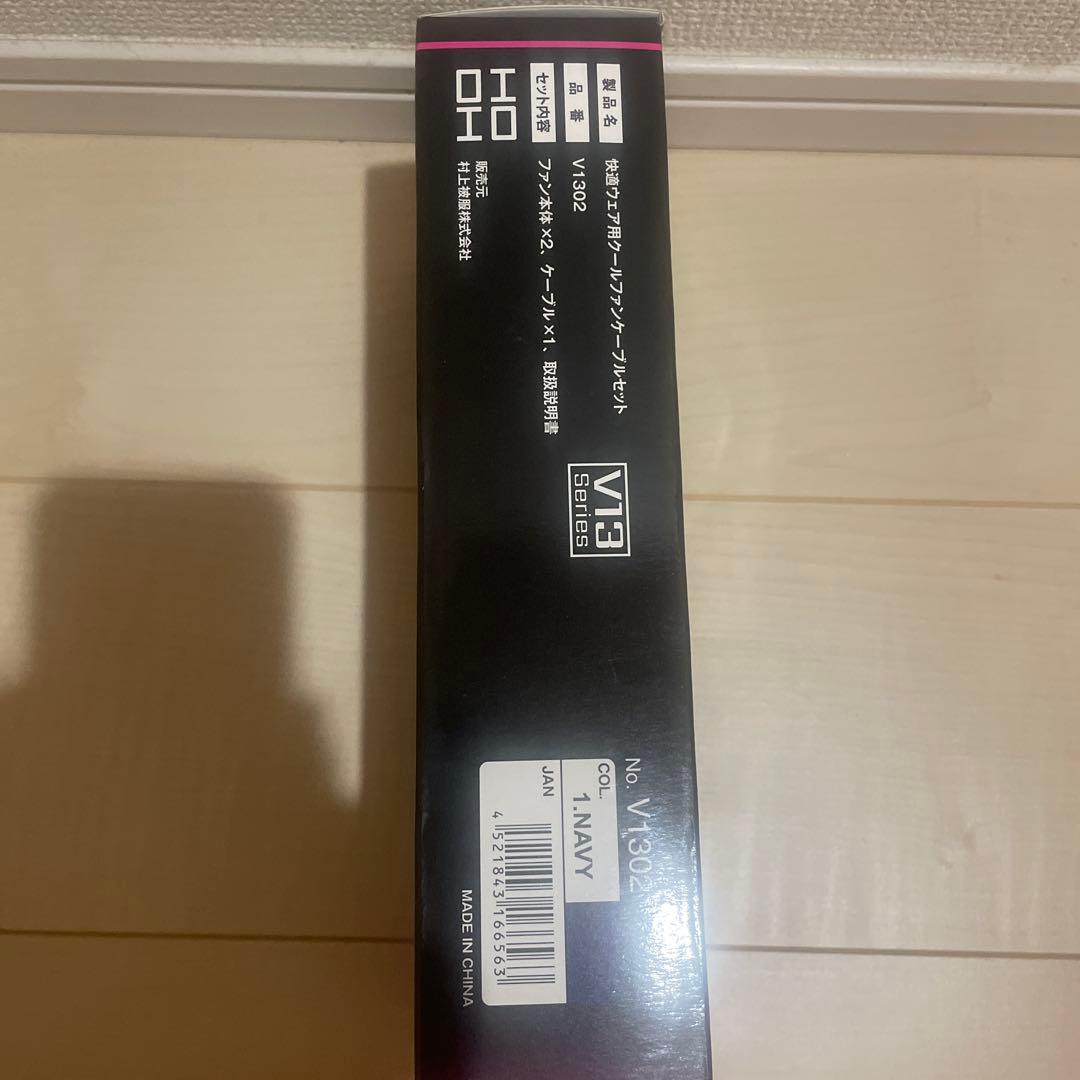 製品名 快適ウェア用クールファンケーブルセット
品番 V1302
セット内容 ファン本体×2、ケーブル×1、取扱説明書
HO
OH
販売元
村上被服株式会社
V13
Series
No. V1302
COL.
1.NAVY
JAN
4 521843 166563
MADE IN CHINA